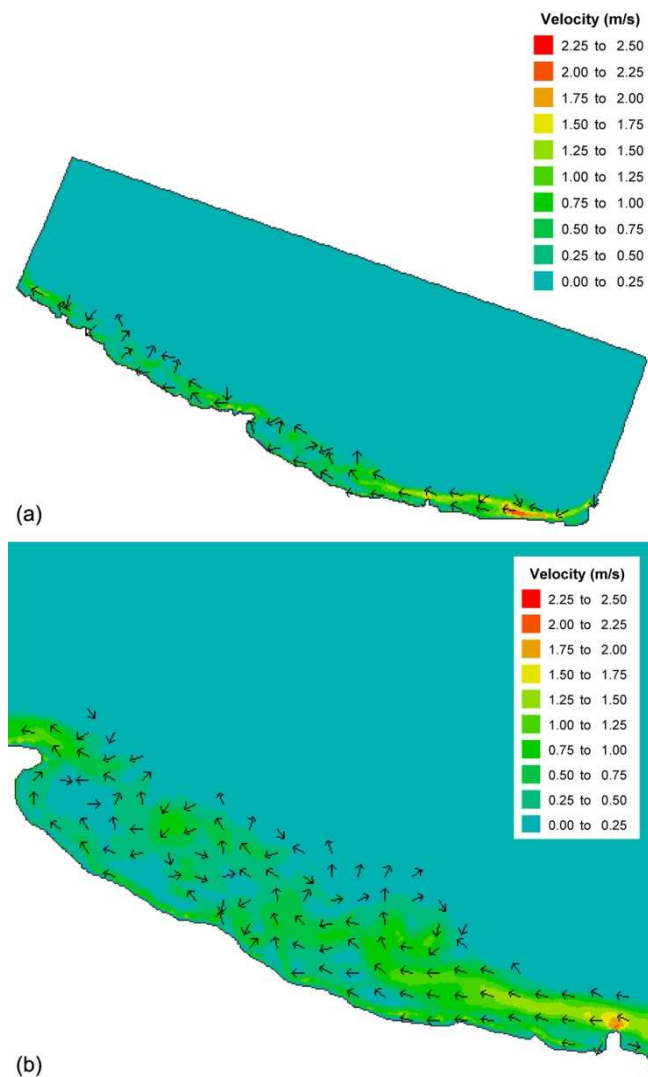 Velocity (m/s)
2.25 to 2.50
2.00 to 2.25
1.75 to 2.00
1.50 to 1.75
1.25 to 1.50
1.00 to 1.25
0.75 to 1.00
0.50 to 0.75
0.25 to 0.50
0.00 to 0.25
(a)
Velocity (m/s)
2.25 to 2.50
2.00 to 2.25
1.75 to 2.00
1.50 to 1.75
1.25 to 1.50
1.00 to 1.25
0.75 to 1.00
0.50 to 0.75
0.25 to 0.50
0.00 to 0.25
(b)